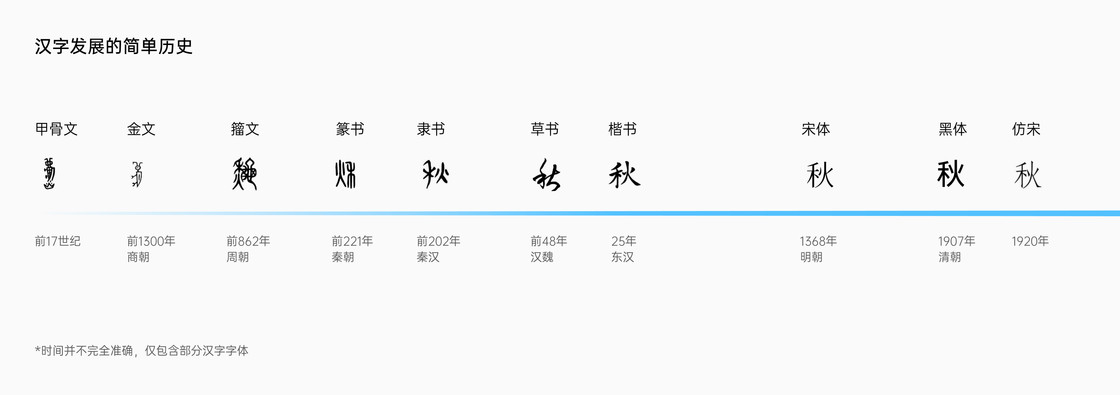 汉字发展的简单历史
甲骨文 金文 籀文 篆书 隶书 草书 楷书 宋体 黑体 仿宋
秋 秋 秋 秋 秋 秋
前17世纪 前1300年 前862年 前221年 前202年 前48年 25年 1368年 1907年 1920年
商朝 周朝 秦朝 秦汉 汉魏 东汉 明朝 清朝
*时间并不完全准确，仅包含部分汉字字体